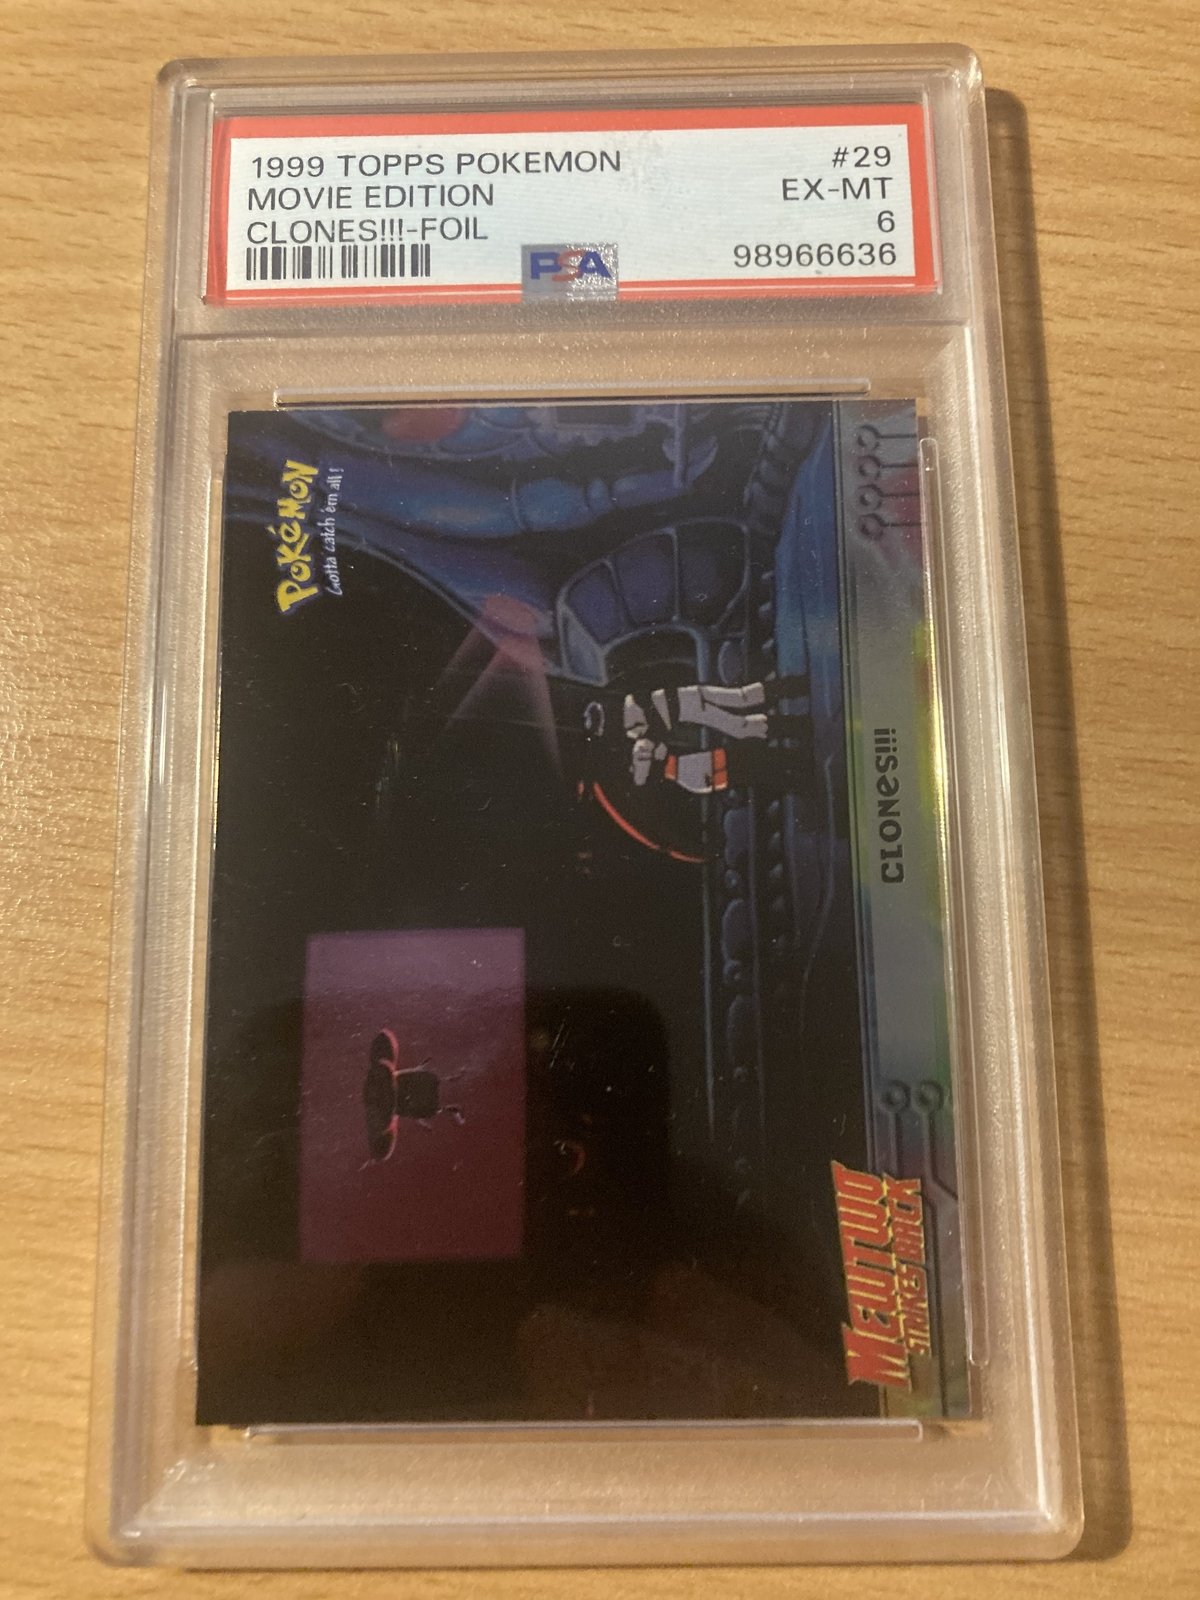 1999 TOPPS POKEMON #29
MOVIE EDITION EX-MT
CLONES!!!-FOIL 6
PSA 98966636
POKéMON
Gotta catch 'em all!
CLONES!!!
MEWTWO
STRIKES BACK